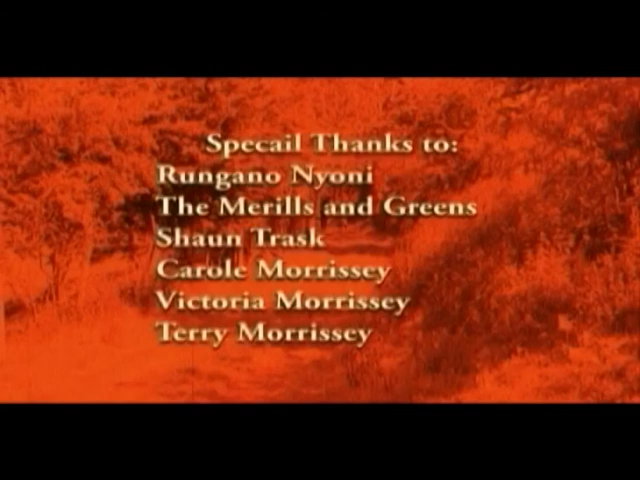 Specail Thanks to:
Rungano Nyoni
The Merills and Greens
Shaun Trask
Carole Morrissey
Victoria Morrissey
Terry Morrissey